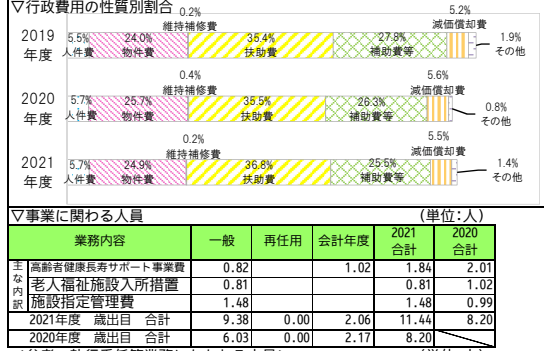 ▽行政費用の性質別割合
2019
年度
5.5%
人件費
24.0%
物件費
0.2%
維持補修費
35.4%
扶助費
27.8%
補助費等
5.2%
減価償却費
1.9%
その他
2020
年度
5.7%
人件費
25.7%
物件費
0.4%
維持補修費
35.5%
扶助費
26.3%
補助費等
5.6%
減価償却費
0.8%
その他
2021
年度
5.7%
人件費
24.9%
物件費
0.2%
維持補修費
36.8%
扶助費
25.5%
補助費等
5.5%
減価償却費
1.4%
その他
▽事業に関わる人員 (単位:人)
業務内容 一般 再任用 会計年度 2021合計 2020合計
主な内訳
高齢者健康長寿サポート事業費 0.82 1.02 1.84 2.01
老人福祉施設入所措置 0.81 0.81 1.02
施設指定管理費 1.48 1.48 0.99
2021年度 歳出目 合計 9.38 0.00 2.06 11.44 8.20
2020年度 歳出目 合計 6.03 0.00 2.17 8.20